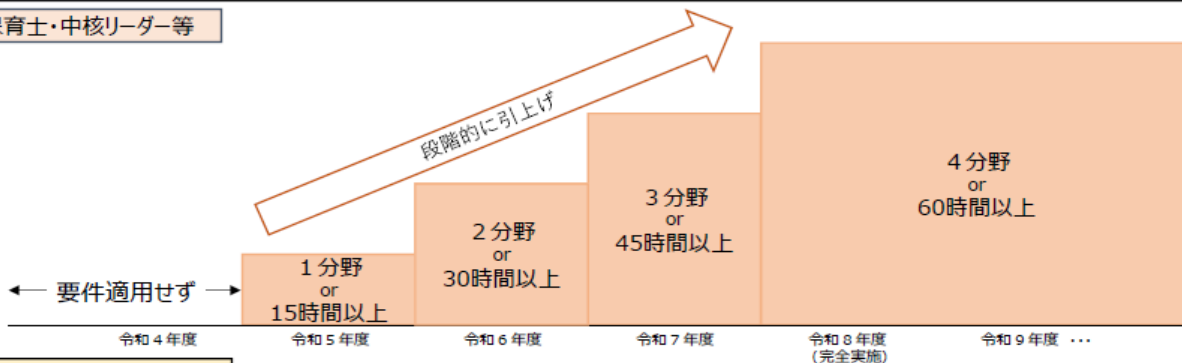 育士・中核リーダー等
段階的に引上げ
4分野
or
60時間以上
3分野
or
45時間以上
2分野
or
30時間以上
1分野
or
15時間以上
← 要件適用せず →
令和4年度
令和5年度
令和6年度
令和7年度
令和8年度
(完全実施)
令和9年度 ・・・